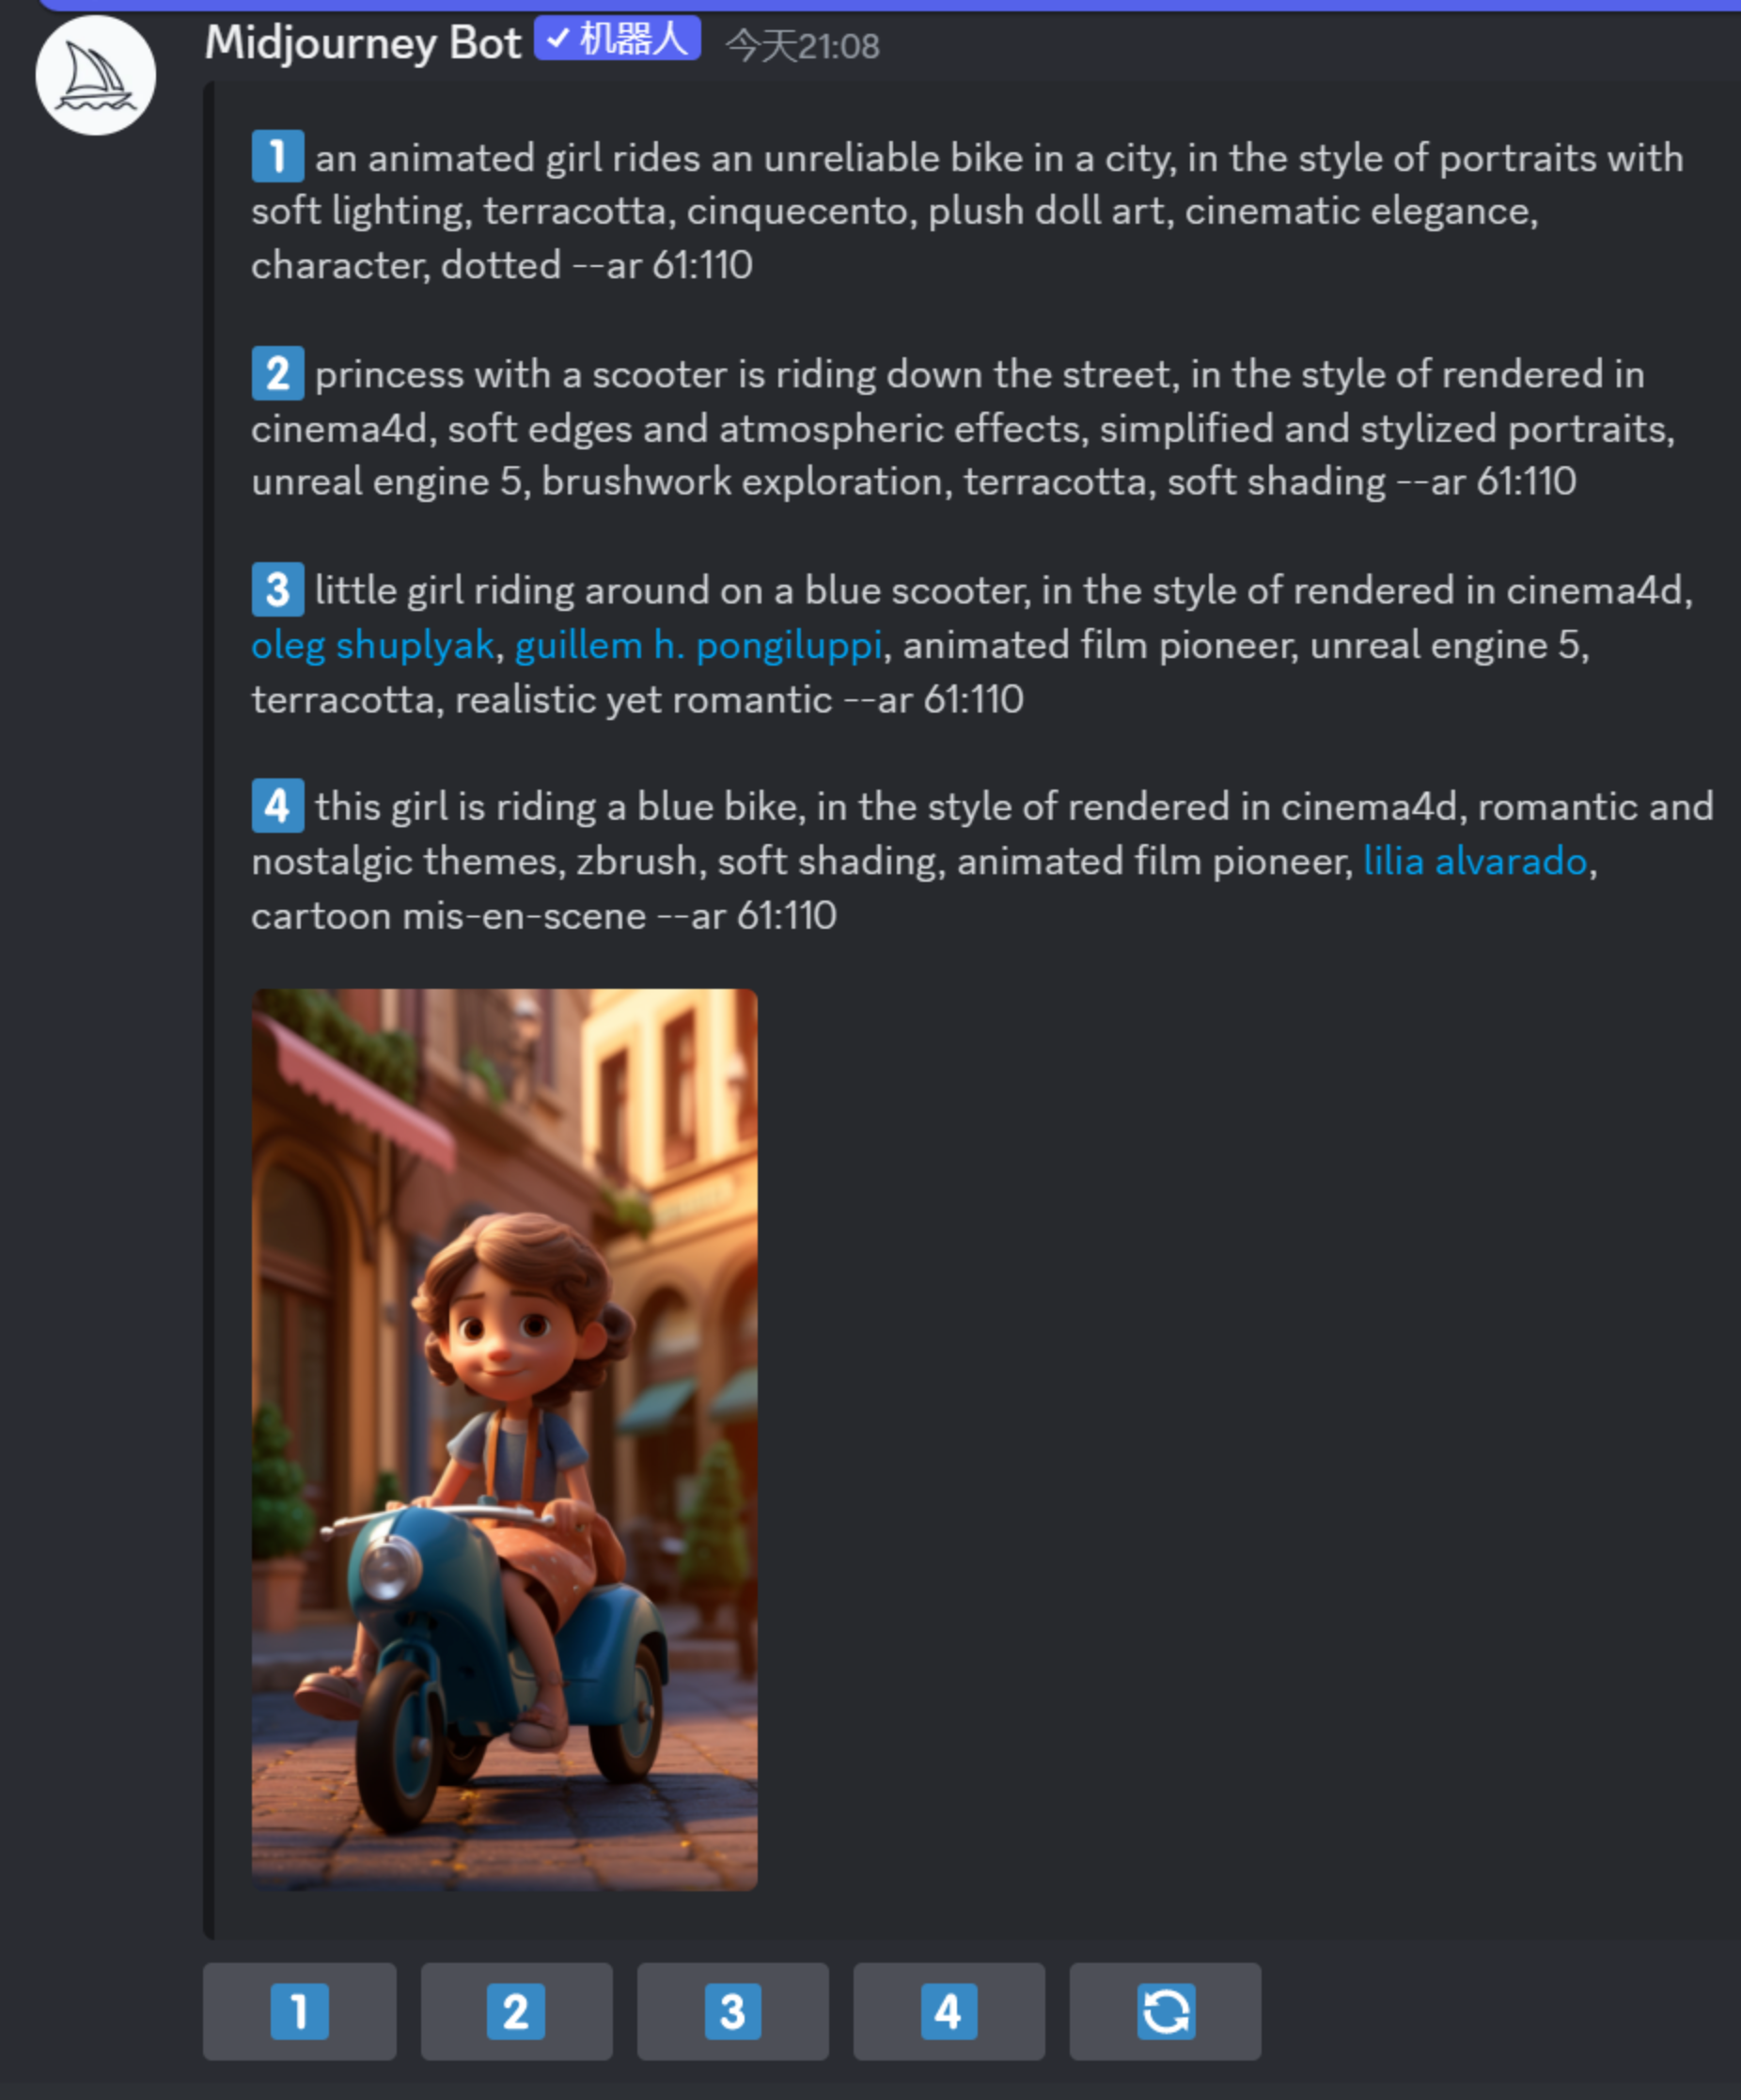 Midjourney Bot ✓ 机器人 今天21:08
1 an animated girl rides an unreliable bike in a city, in the style of portraits with
soft lighting, terracotta, cinquecento, plush doll art, cinematic elegance,
character, dotted --ar 61:110
2 princess with a scooter is riding down the street, in the style of rendered in
cinema4d, soft edges and atmospheric effects, simplified and stylized portraits,
unreal engine 5, brushwork exploration, terracotta, soft shading --ar 61:110
3 little girl riding around on a blue scooter, in the style of rendered in cinema4d,
oleg shuplyak, guillem h. pongiluppi, animated film pioneer, unreal engine 5,
terracotta, realistic yet romantic --ar 61:110
4 this girl is riding a blue bike, in the style of rendered in cinema4d, romantic and
nostalgic themes, zbrush, soft shading, animated film pioneer, lilia alvarado,
cartoon mis-en-scene --ar 61:110
1 2 3 4